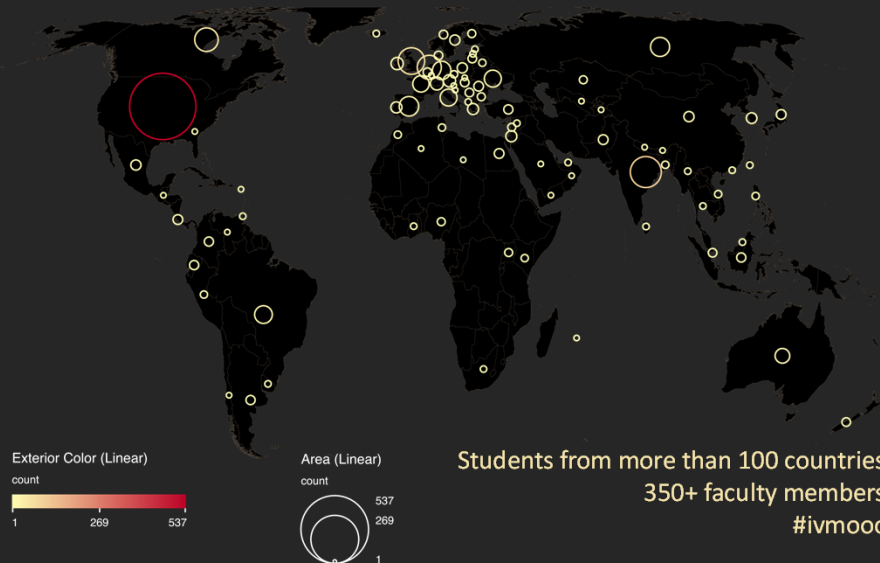 Exterior Color (Linear)
count
1 269 537
Area (Linear)
count
537
269
1
Students from more than 100 countries
350+ faculty members
#ivmooc